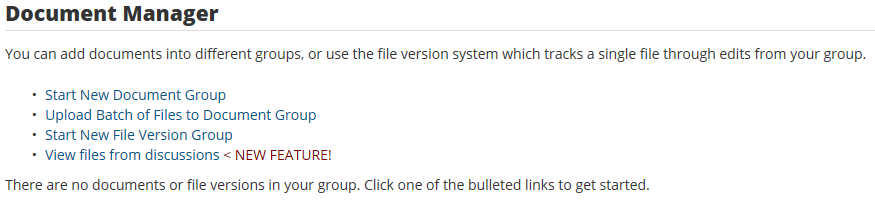 Document Manager
You can add documents into different groups, or use the file version system which tracks a single file through edits from your group.
• Start New Document Group
• Upload Batch of Files to Document Group
• Start New File Version Group
• View files from discussions < NEW FEATURE!
There are no documents or file versions in your group. Click one of the bulleted links to get started.